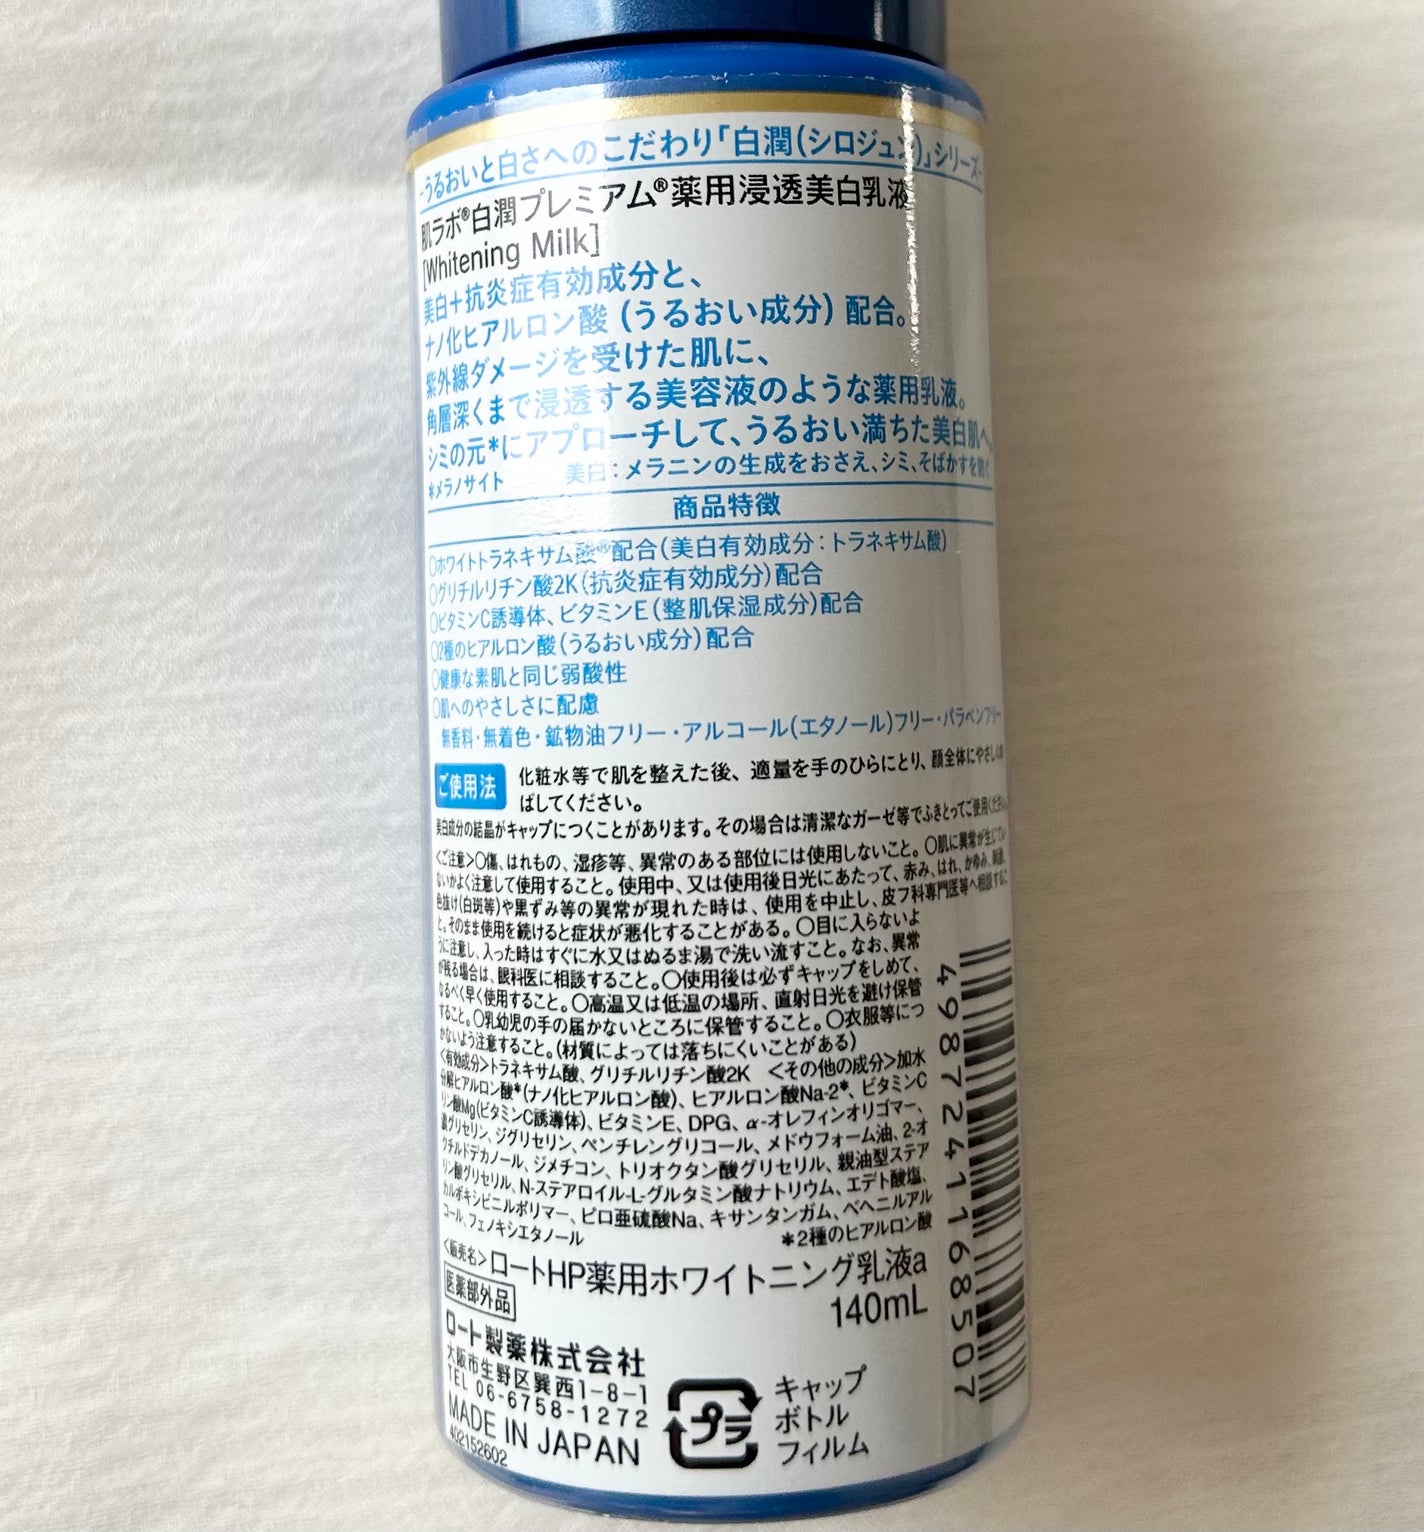 -うるおいと白さへのこだわり「白潤(シロジュン)」シリーズ-
肌ラボ®白潤プレミアム®薬用浸透美白乳液
[Whitening Milk]
美白+抗炎症有効成分と、
ナノ化ヒアルロン酸(うるおい成分)配合。
紫外線ダメージを受けた肌に、
角層深くまで浸透する美容液のような薬用乳液。
シミの元*にアプローチして、うるおい満ちた美白肌へ。
*メラノサイト 美白:メラニンの生成をおさえ、シミ、そばかすを防ぐ
商品特徴
○ホワイトトラネキサム酸®配合(美白有効成分:トラネキサム酸)
○グリチルリチン酸2K(抗炎症有効成分)配合
○ビタミンC誘導体、ビタミンE(整肌保湿成分)配合
○2種のヒアルロン酸(うるおい成分)配合
○健康な素肌と同じ弱酸性
○肌へのやさしさに配慮
無香料・無着色・鉱物油フリー・アルコール(エタノール)フリー・パラベンフリー
ご使用法 化粧水等で肌を整えた後、適量を手のひらにとり、顔全体にやさしくの
ばしてください。
美白成分の結晶がキャップにつくことがあります。その場合は清潔なガーゼ等でふきとってご使用ください。
<ご注意>○傷、はれもの、湿疹等、異常のある部位には使用しないこと。○肌に異常が生じてい
ないかよく注意して使用すること。使用中、又は使用後日光にあたって、赤み、はれ、かゆみ、刺激、
色抜け(白斑等)や黒ずみ等の異常が現れた時は、使用を中止し、皮フ科専門医等へ相談するこ
と。そのまま使用を続けると症状が悪化することがある。○目に入らないよ
うに注意し、入った時はすぐに水又はぬるま湯で洗い流すこと。なお、異常
が残る場合は、眼科医に相談すること。○使用後は必ずキャップをしめて、
なるべく早く使用すること。○高温又は低温の場所、直射日光を避け保管
すること。○乳幼児の手の届かないところに保管すること。○衣服等につ
かないよう注意すること。(材質によっては落ちにくいことがある)
<有効成分>トラネキサム酸、グリチルリチン酸2K <その他の成分>加水
分解ヒアルロン酸*(ナノ化ヒアルロン酸)、ヒアルロン酸Na-2*、ビタミンC
リン酸Mg(ビタミンC誘導体)、ビタミンE、DPG、α-オレフィンオリゴマー、
濃グリセリン、ジグリセリン、ペンチレングリコール、メドウフォーム油、2-オ
クチルドデカノール、ジメチコン、トリオクタン酸グリセリル、親油型ステア
リン酸グリセリル、N-ステアロイル-L-グルタミン酸ナトリウム、エデト酸塩、
カルボキシビニルポリマー、ピロ亜硫酸Na、キサンタンガム、ベヘニルアル
コール、フェノキシエタノール *2種のヒアルロン酸
<販売名>ロートHP薬用ホワイトニング乳液a
医薬部外品 140mL
ロート製薬株式会社
大阪市生野区巽西1-8-1
TEL 06-6758-1272
MADE IN JAPAN
402152602
プラ
キャップ
ボトル
フィルム
4987241168507